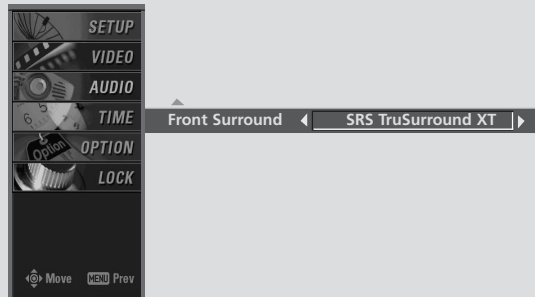 SETUP
VIDEO
AUDIO
TIME
OPTION
LOCK
Front Surround SRS TruSurround XT
Move MENU Prev